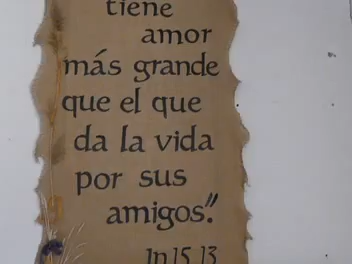 tiene
amor
más grande
que el que
da la vida
por sus
amigos."
Jn 15, 13